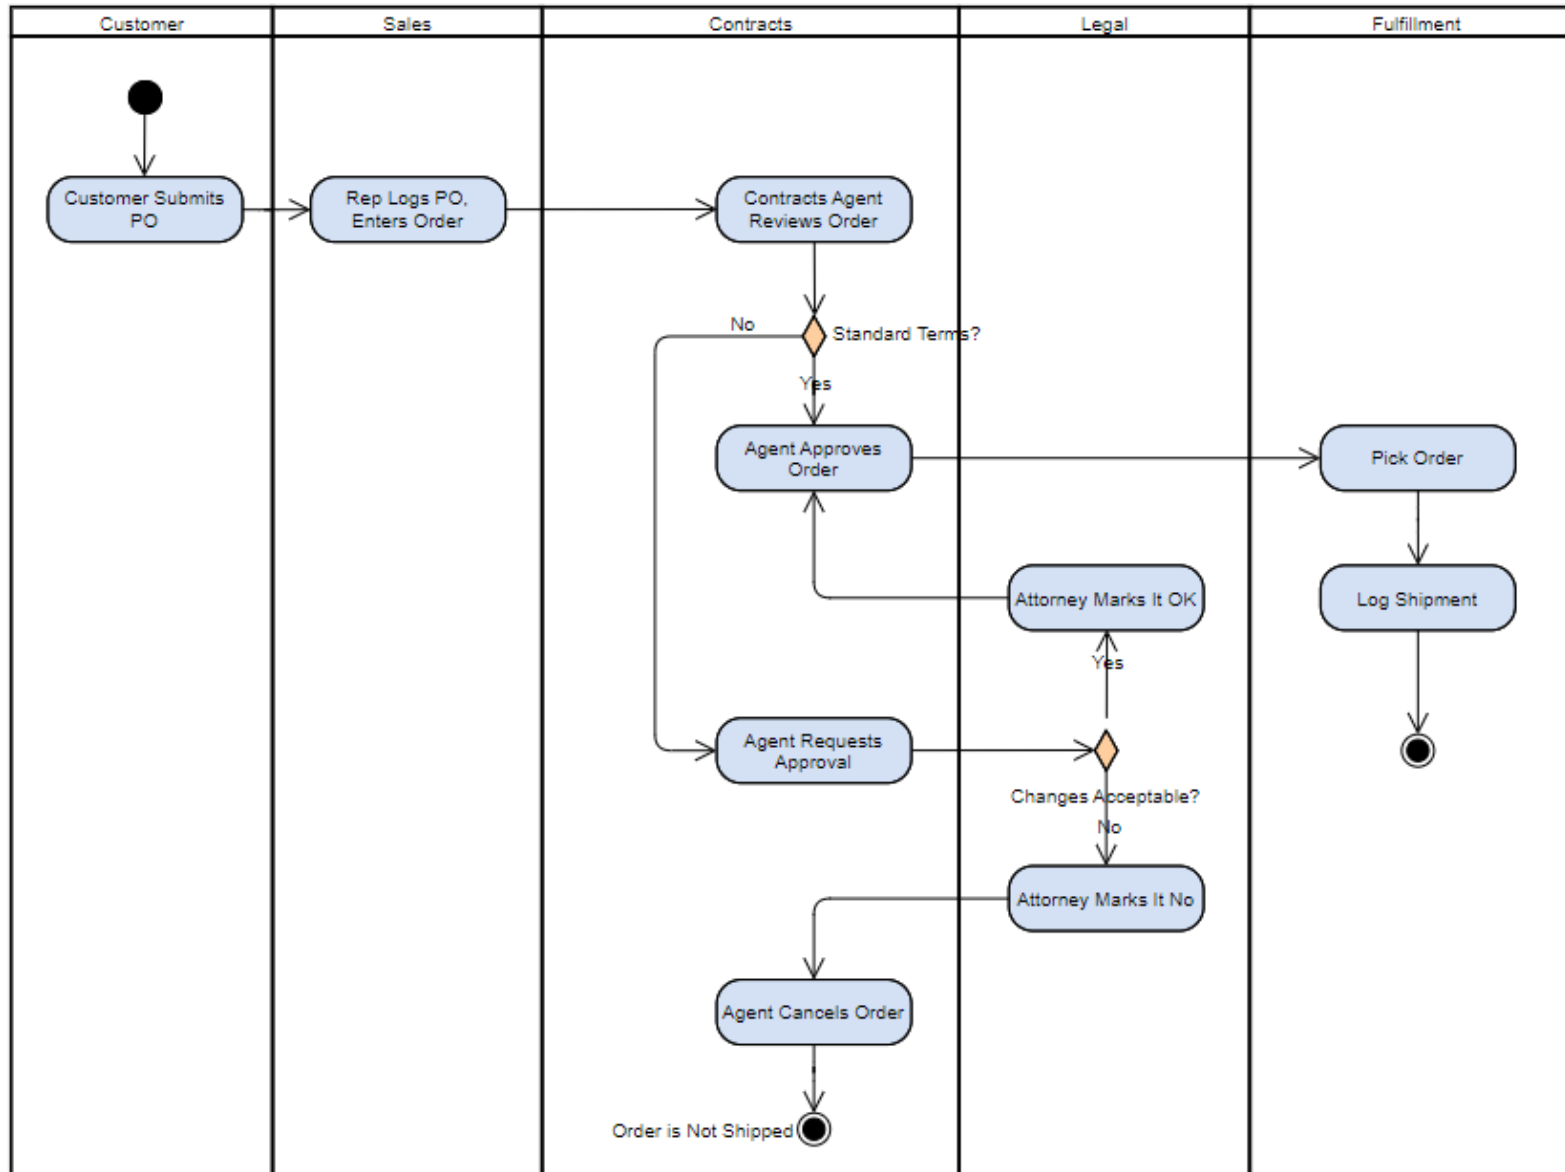 Customer
Sales
Contracts
Legal
Fulfillment
Customer Submits
PO
Rep Logs PO,
Enters Order
Contracts Agent
Reviews Order
No
Standard Terms?
Yes
Agent Approves
Order
Pick Order
Attorney Marks It OK
Log Shipment
Yes
Agent Requests
Approval
Changes Acceptable?
No
Attorney Marks It No
Agent Cancels Order
Order is Not Shipped